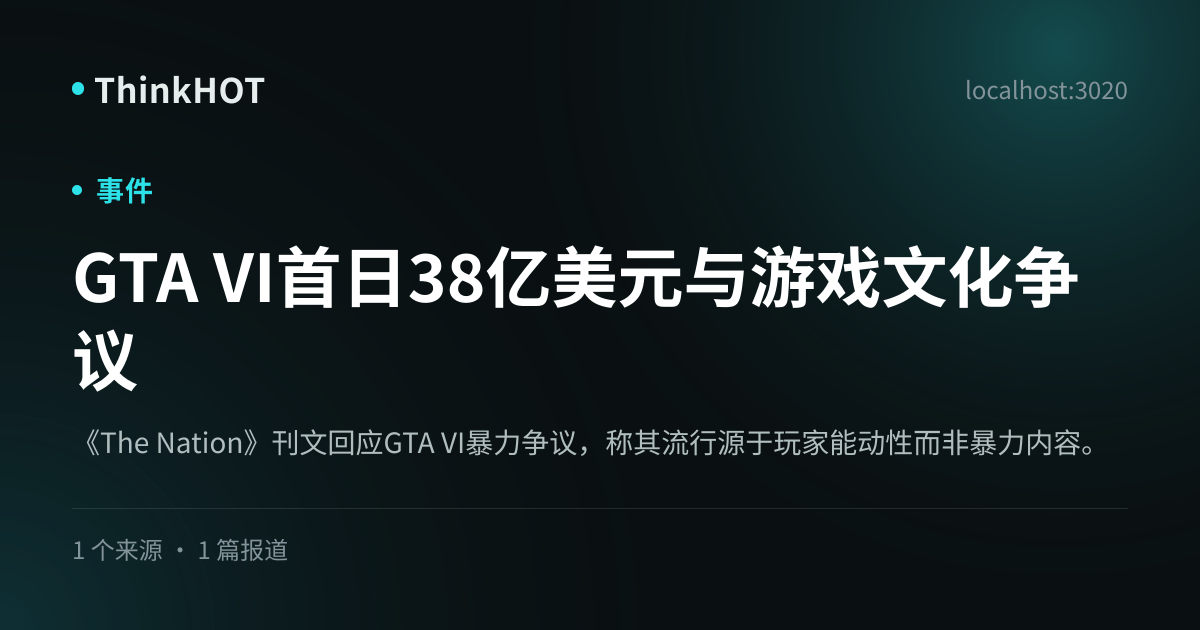 ThinkHOT
localhost:3020
事件
GTA VI首日38亿美元与游戏文化争
议
《The Nation》刊文回应GTA VI暴力争议，称其流行源于玩家能动性而非暴力内容。
1 个来源 · 1 篇报道